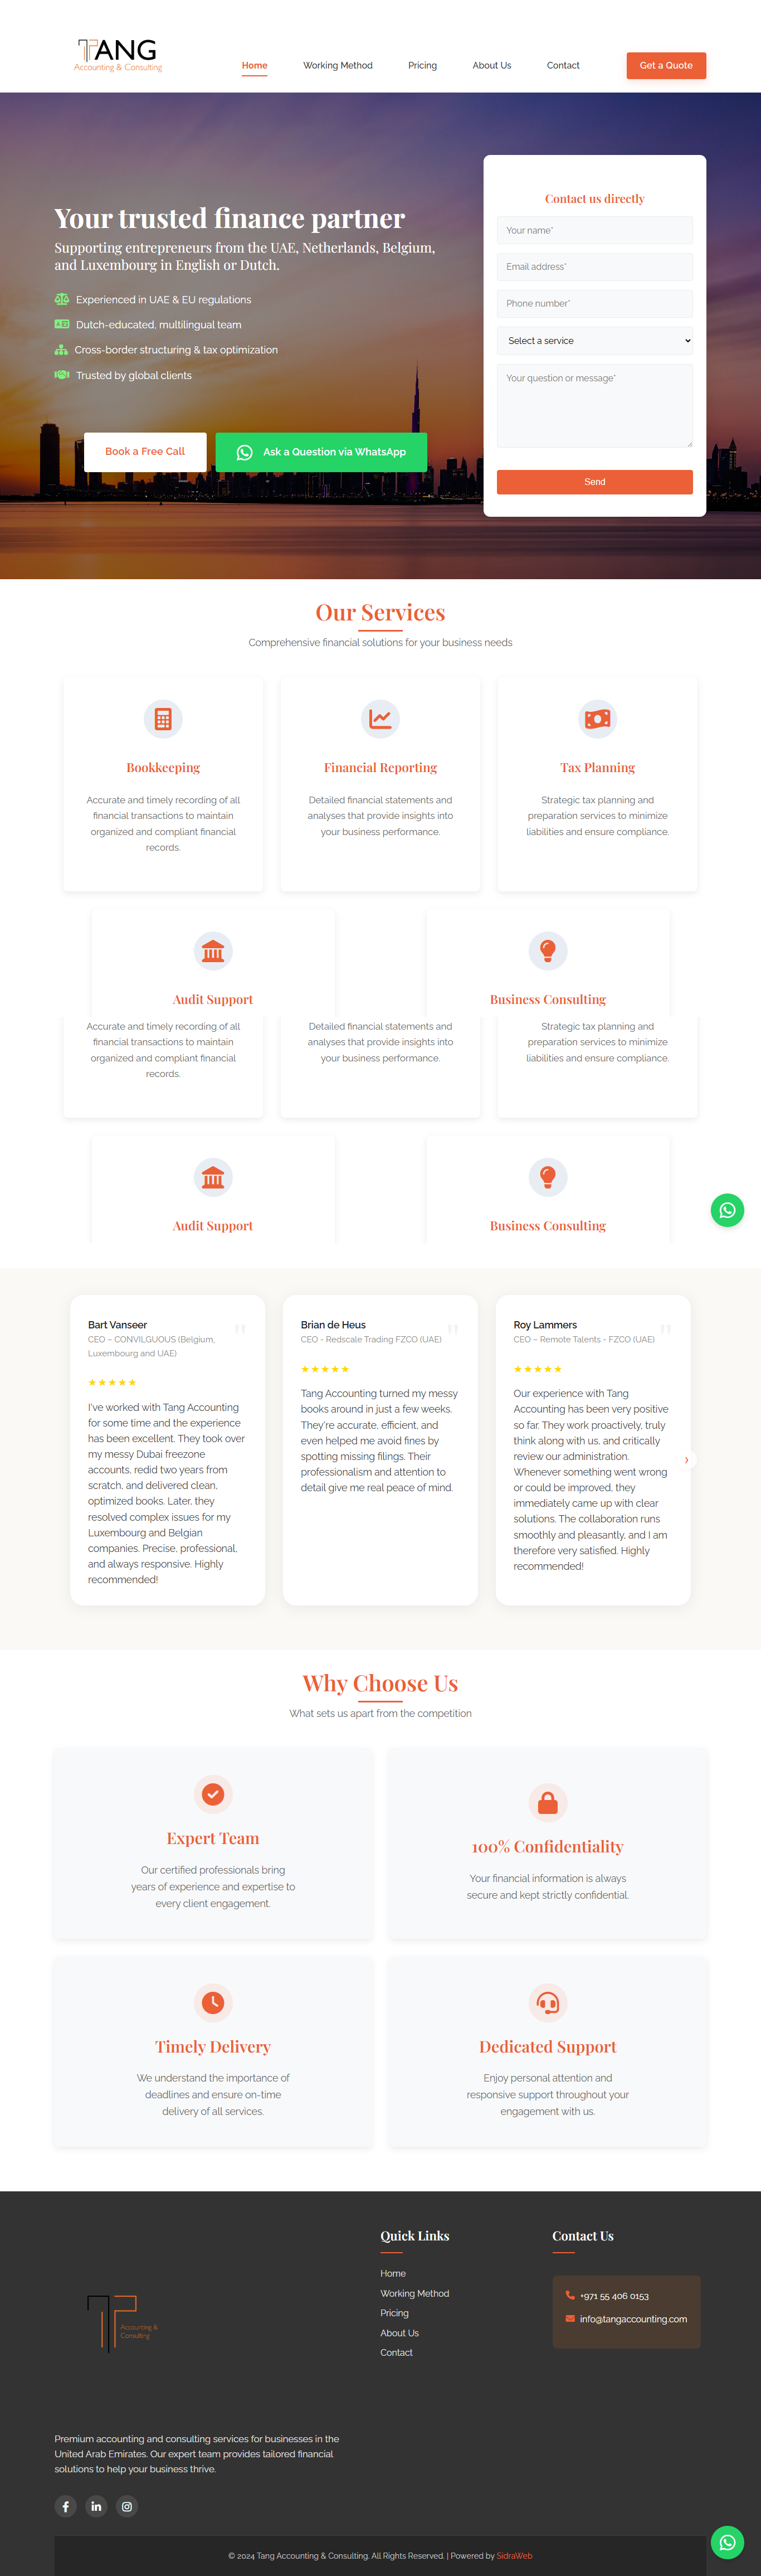 TANG
Accounting & Consulting
Home
Working Method
Pricing
About Us
Contact
Get a Quote
Your trusted finance partner
Supporting entrepreneurs from the UAE, Netherlands, Belgium,
and Luxembourg in English or Dutch.
Experienced in UAE & EU regulations
Dutch-educated, multilingual team
Cross-border structuring & tax optimization
Trusted by global clients
Book a Free Call
Ask a Question via WhatsApp
Contact us directly
Your name*
Email address*
Phone number*
Select a service
Your question or message*
Send
Our Services
Comprehensive financial solutions for your business needs
Bookkeeping
Accurate and timely recording of all
financial transactions to maintain
organized and compliant financial
records.
Financial Reporting
Detailed financial statements and
analyses that provide insights into
your business performance.
Tax Planning
Strategic tax planning and
preparation services to minimize
liabilities and ensure compliance.
Audit Support
Business Consulting
Accurate and timely recording of all
financial transactions to maintain
organized and compliant financial
records.
Detailed financial statements and
analyses that provide insights into
your business performance.
Strategic tax planning and
preparation services to minimize
liabilities and ensure compliance.
Audit Support
Business Consulting
Bart Vanseer
CEO – CONVILGUOUS (Belgium,
Luxembourg and UAE)
★★★★★
I've worked with Tang Accounting
for some time and the experience
has been excellent. They took over
my messy Dubai freezone
accounts, redid two years from
scratch, and delivered clean,
optimized books. Later, they
resolved complex issues for my
Luxembourg and Belgian
companies. Precise, professional,
and always responsive. Highly
recommended!
Brian de Heus
CEO - Redscale Trading FZCO (UAE)
★★★★★
Tang Accounting turned my messy
books around in just a few weeks.
They're accurate, efficient, and
even helped me avoid fines by
spotting missing filings. Their
professionalism and attention to
detail give me real peace of mind.
Roy Lammers
CEO – Remote Talents - FZCO (UAE)
★★★★★
Our experience with Tang
Accounting has been very positive
so far. They work proactively, truly
think along with us, and critically
review our administration.
Whenever something went wrong
or could be improved, they
immediately came up with clear
solutions. The collaboration runs
smoothly and pleasantly, and I am
therefore very satisfied. Highly
recommended!
Why Choose Us
What sets us apart from the competition
Expert Team
Our certified professionals bring
years of experience and expertise to
every client engagement.
100% Confidentiality
Your financial information is always
secure and kept strictly confidential.
Timely Delivery
We understand the importance of
deadlines and ensure on-time
delivery of all services.
Dedicated Support
Enjoy personal attention and
responsive support throughout your
engagement with us.
Accounting &
Consulting
Premium accounting and consulting services for businesses in the
United Arab Emirates. Our expert team provides tailored financial
solutions to help your business thrive.
Quick Links
Home
Working Method
Pricing
About Us
Contact
Contact Us
+971 55 406 0153
info@tangaccounting.com
© 2024 Tang Accounting & Consulting. All Rights Reserved. | Powered by SidraWeb